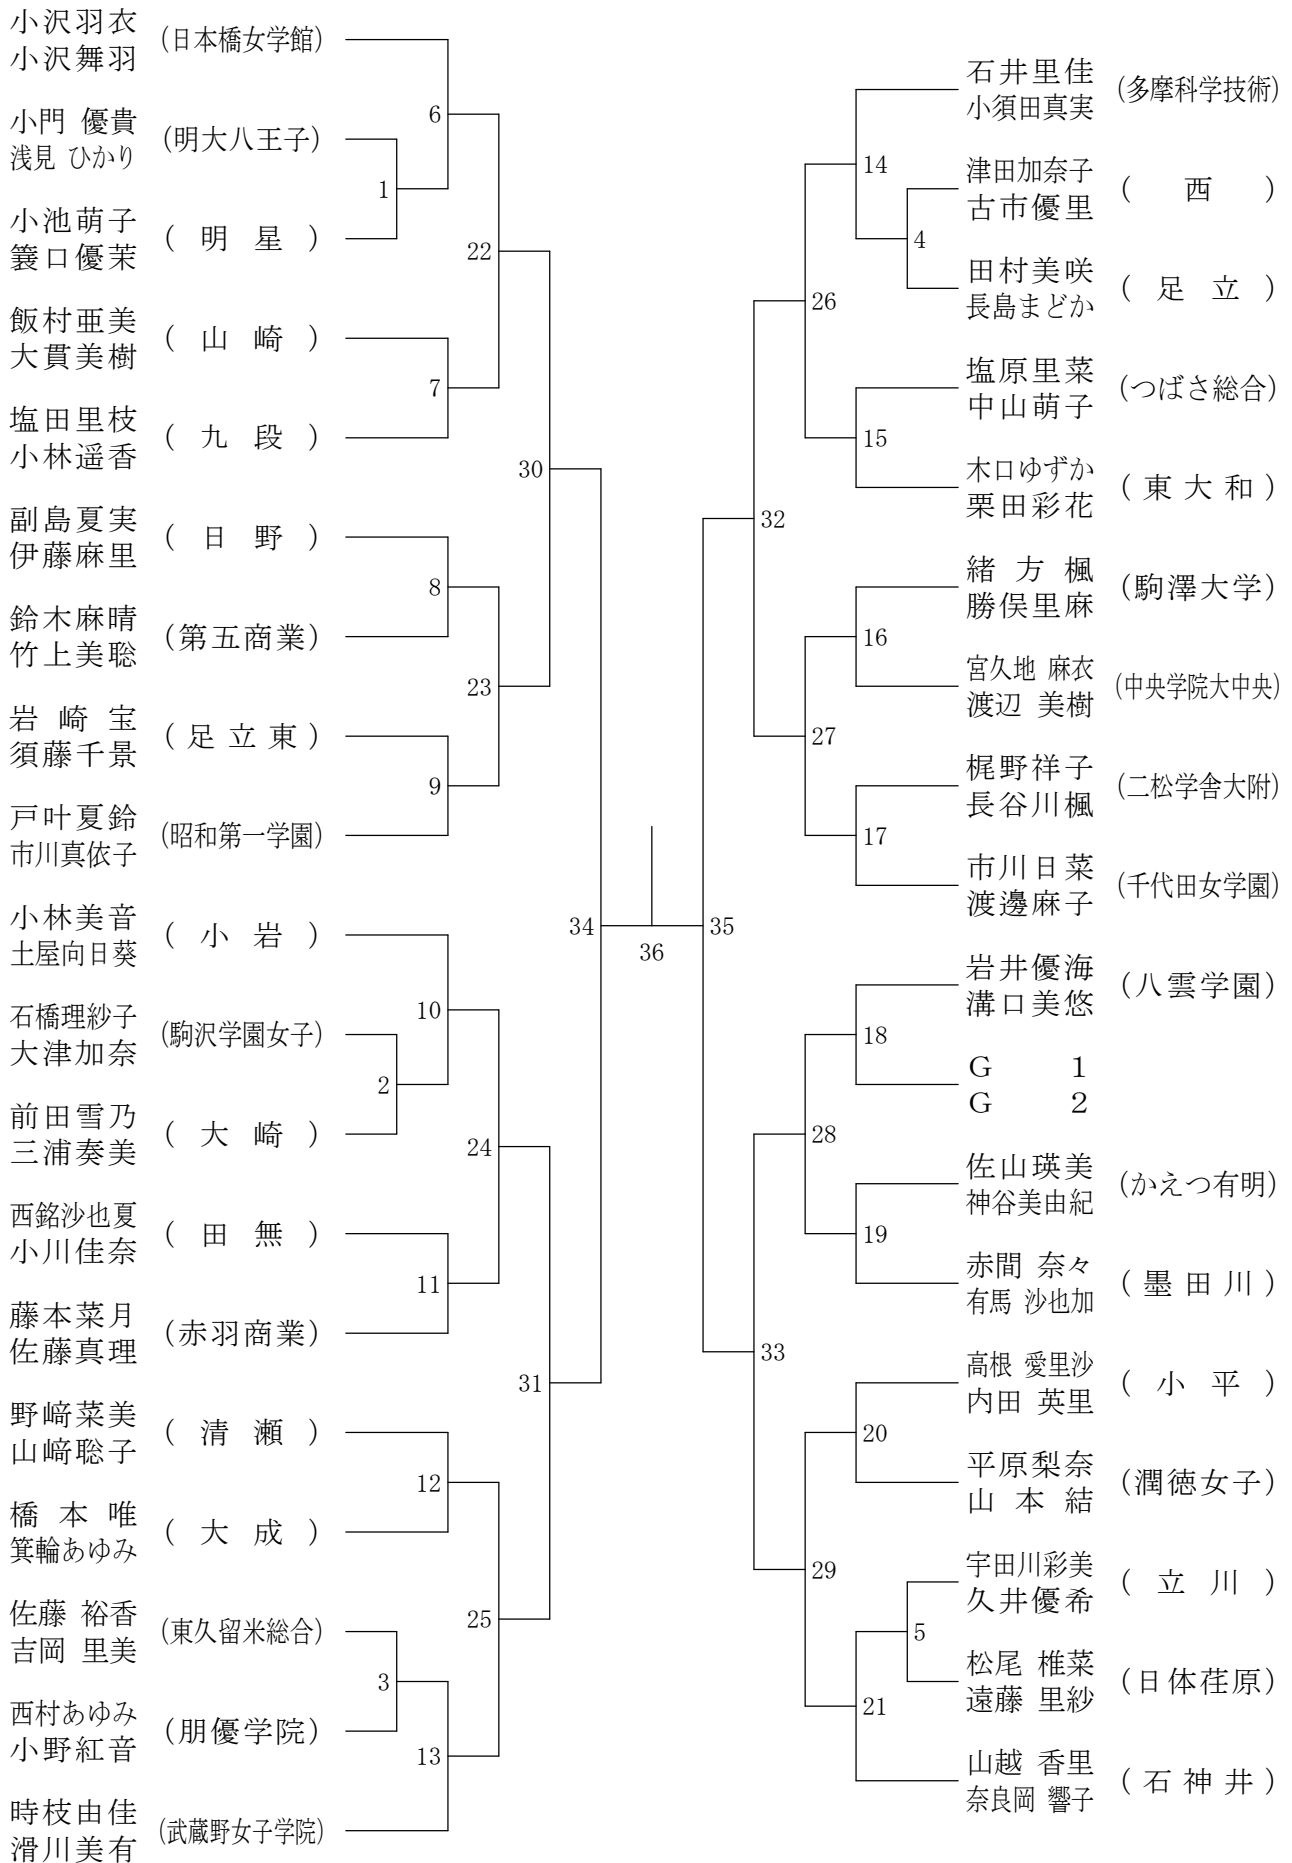 小沢羽衣
小沢舞羽
(日本橋女学館)
小門 優貴
浅見 ひかり
(明大八王子)
小池萌子
簑口優茉
(明星)
飯村亜美
大貫美樹
(山崎)
塩田里枝
小林遥香
(九段)
副島夏実
伊藤麻里
(日野)
鈴木麻晴
竹上美聡
(第五商業)
岩崎宝
須藤千景
(足立東)
戸叶夏鈴
市川真依子
(昭和第一学園)
小林美音
土屋向日葵
(小岩)
石橋理紗子
大津加奈
(駒沢学園女子)
前田雪乃
三浦奏美
(大崎)
西銘沙也夏
小川佳奈
(田無)
藤本菜月
佐藤真理
(赤羽商業)
野﨑菜美
山﨑聡子
(清瀬)
橋本唯
箕輪あゆみ
(大成)
佐藤 裕香
吉岡 里美
(東久留米総合)
西村あゆみ
小野紅音
(朋優学院)
時枝由佳
滑川美有
(武蔵野女子学院)
1
2
3
6
7
8
9
10
11
12
13
22
23
24
25
30
31
34
36
35
32
33
26
27
28
29
14
15
16
17
18
19
20
21
4
5
石井里佳
小須田真実
(多摩科学技術)
津田加奈子
古市優里
(西)
田村美咲
長島まどか
(足立)
塩原里菜
中山萌子
(つばさ総合)
木口ゆずか
栗田彩花
(東大和)
緒方楓
勝俣里麻
(駒澤大学)
宮久地 麻衣
渡辺 美樹
(中央学院大中央)
梶野祥子
長谷川楓
(二松学舎大附)
市川日菜
渡邉麻子
(千代田女学園)
岩井優海
溝口美悠
(八雲学園)
G 1
G 2
佐山瑛美
神谷美由紀
(かえつ有明)
赤間 奈々
有馬 沙也加
(墨田川)
高根 愛里沙
内田 英里
(小平)
平原梨奈
山本結
(潤徳女子)
宇田川彩美
久井優希
(立川)
松尾 椎菜
遠藤 里紗
(日体荏原)
山越 香里
奈良岡 響子
(石神井)